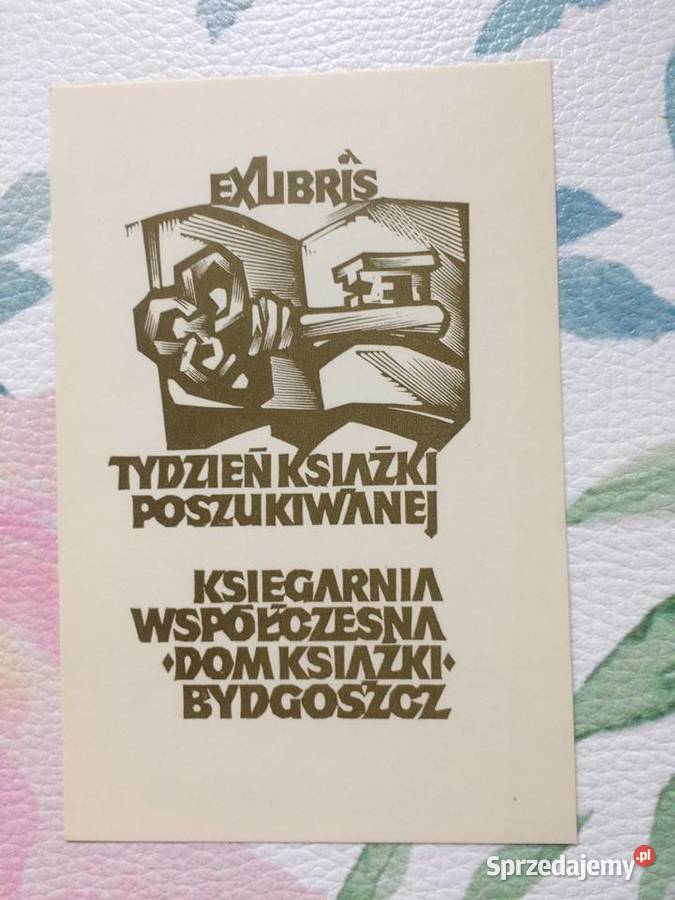 EXLIBRIS
TYDZIEŃ KSIĄŻKI
POSZUKIWANEJ
KSIĘGARNIA
WSPÓŁCZESNA
•DOM KSIĄŻKI•
BYDGOSZCZ
Sprzedajemy.pl